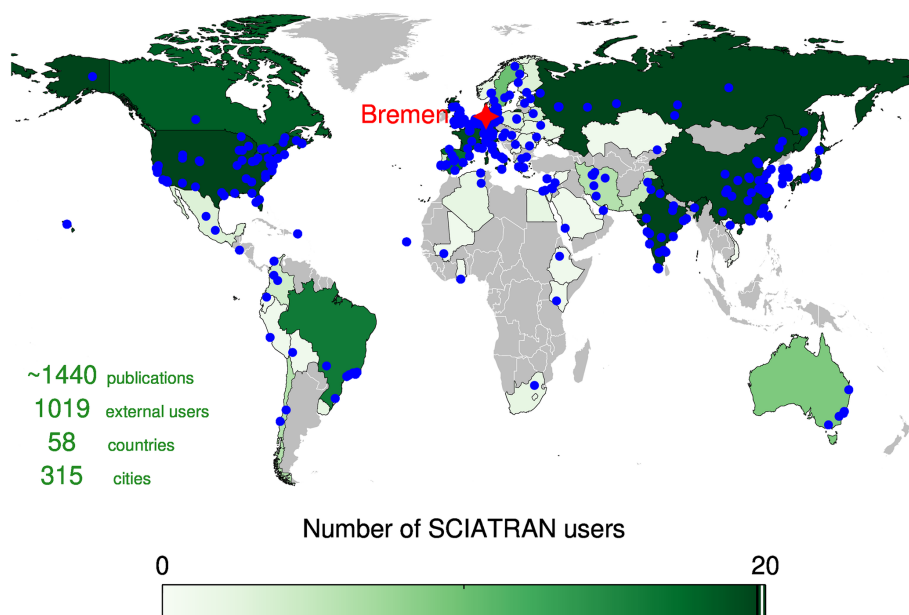 Bremen
~1440 publications
1019 external users
58 countries
315 cities
Number of SCIATRAN users
0 20